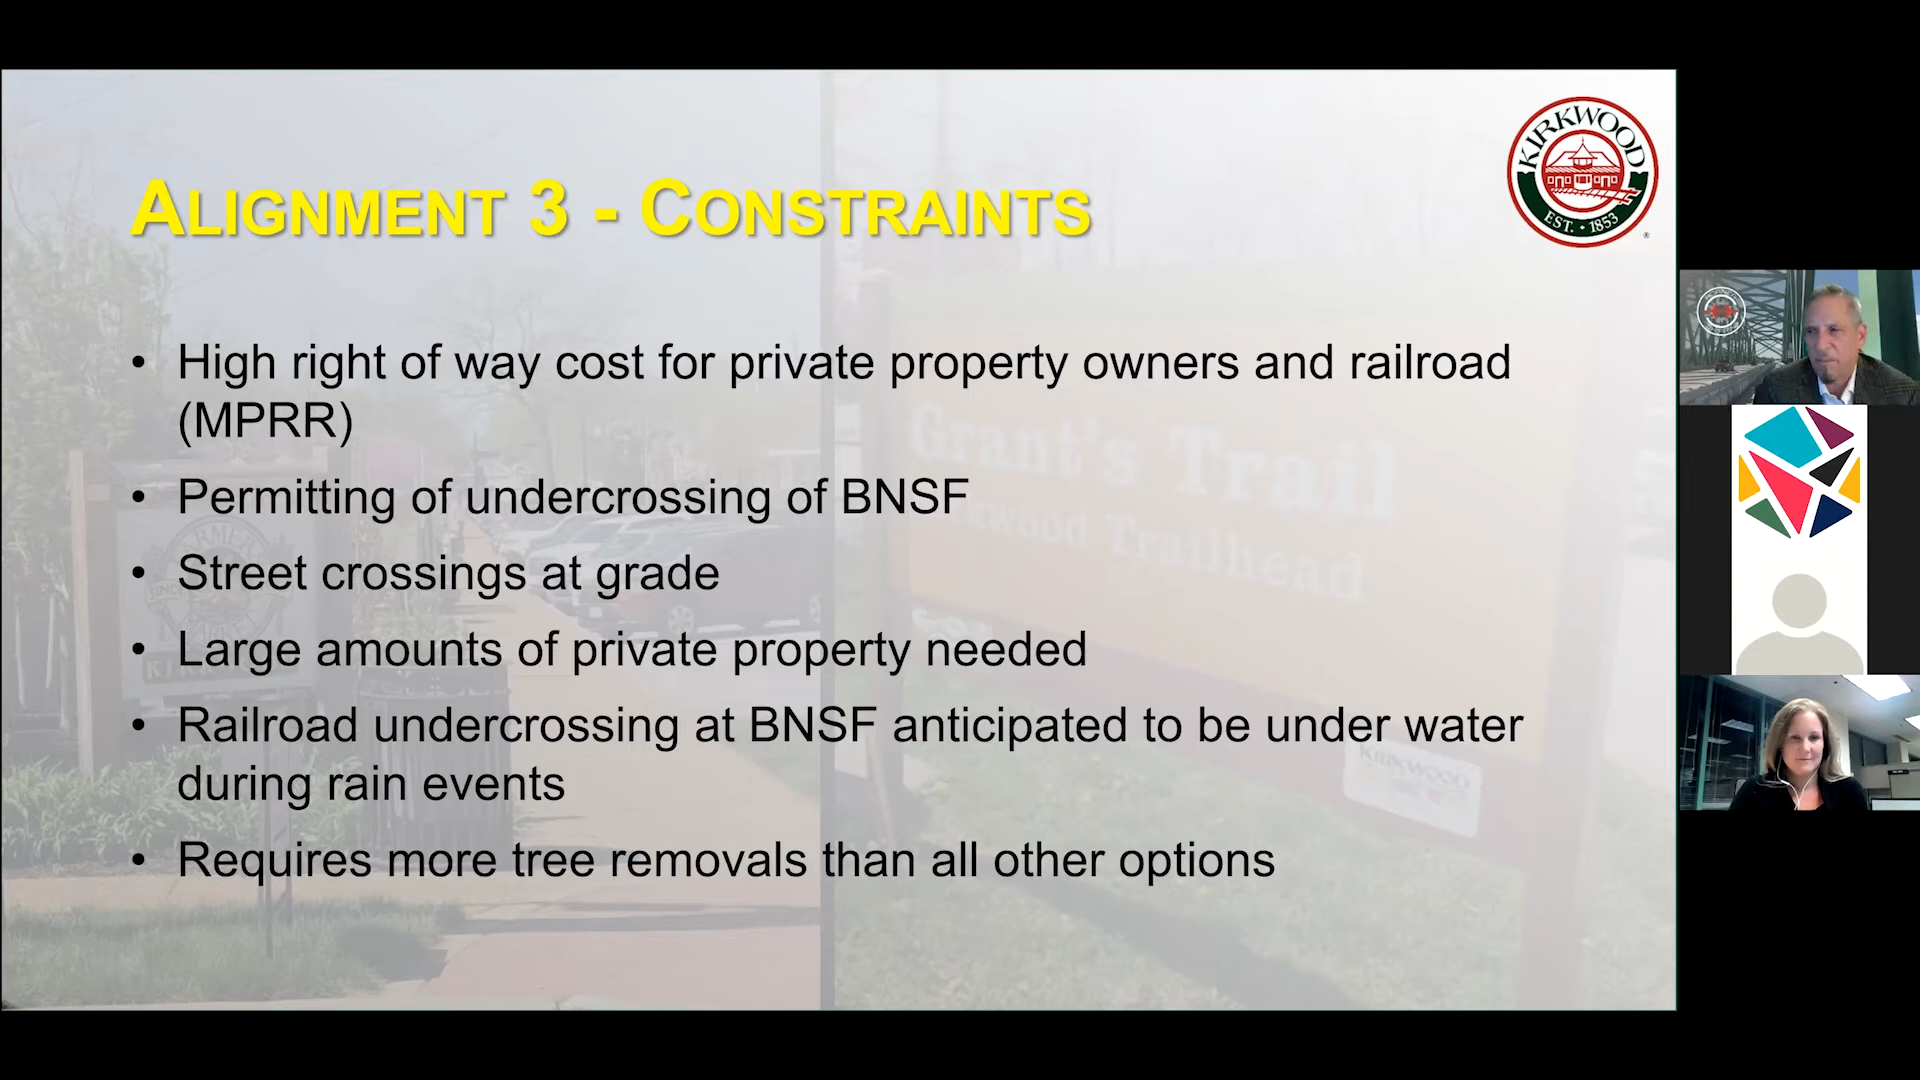 ALIGNMENT 3 - CONSTRAINTS
KIRKWOOD
EST. • 1853
®
• High right of way cost for private property owners and railroad
(MPRR)
• Permitting of undercrossing of BNSF
• Street crossings at grade
• Large amounts of private property needed
• Railroad undercrossing at BNSF anticipated to be under water
during rain events
• Requires more tree removals than all other options
Grant's Trail
Trailhead
KIRKWOOD